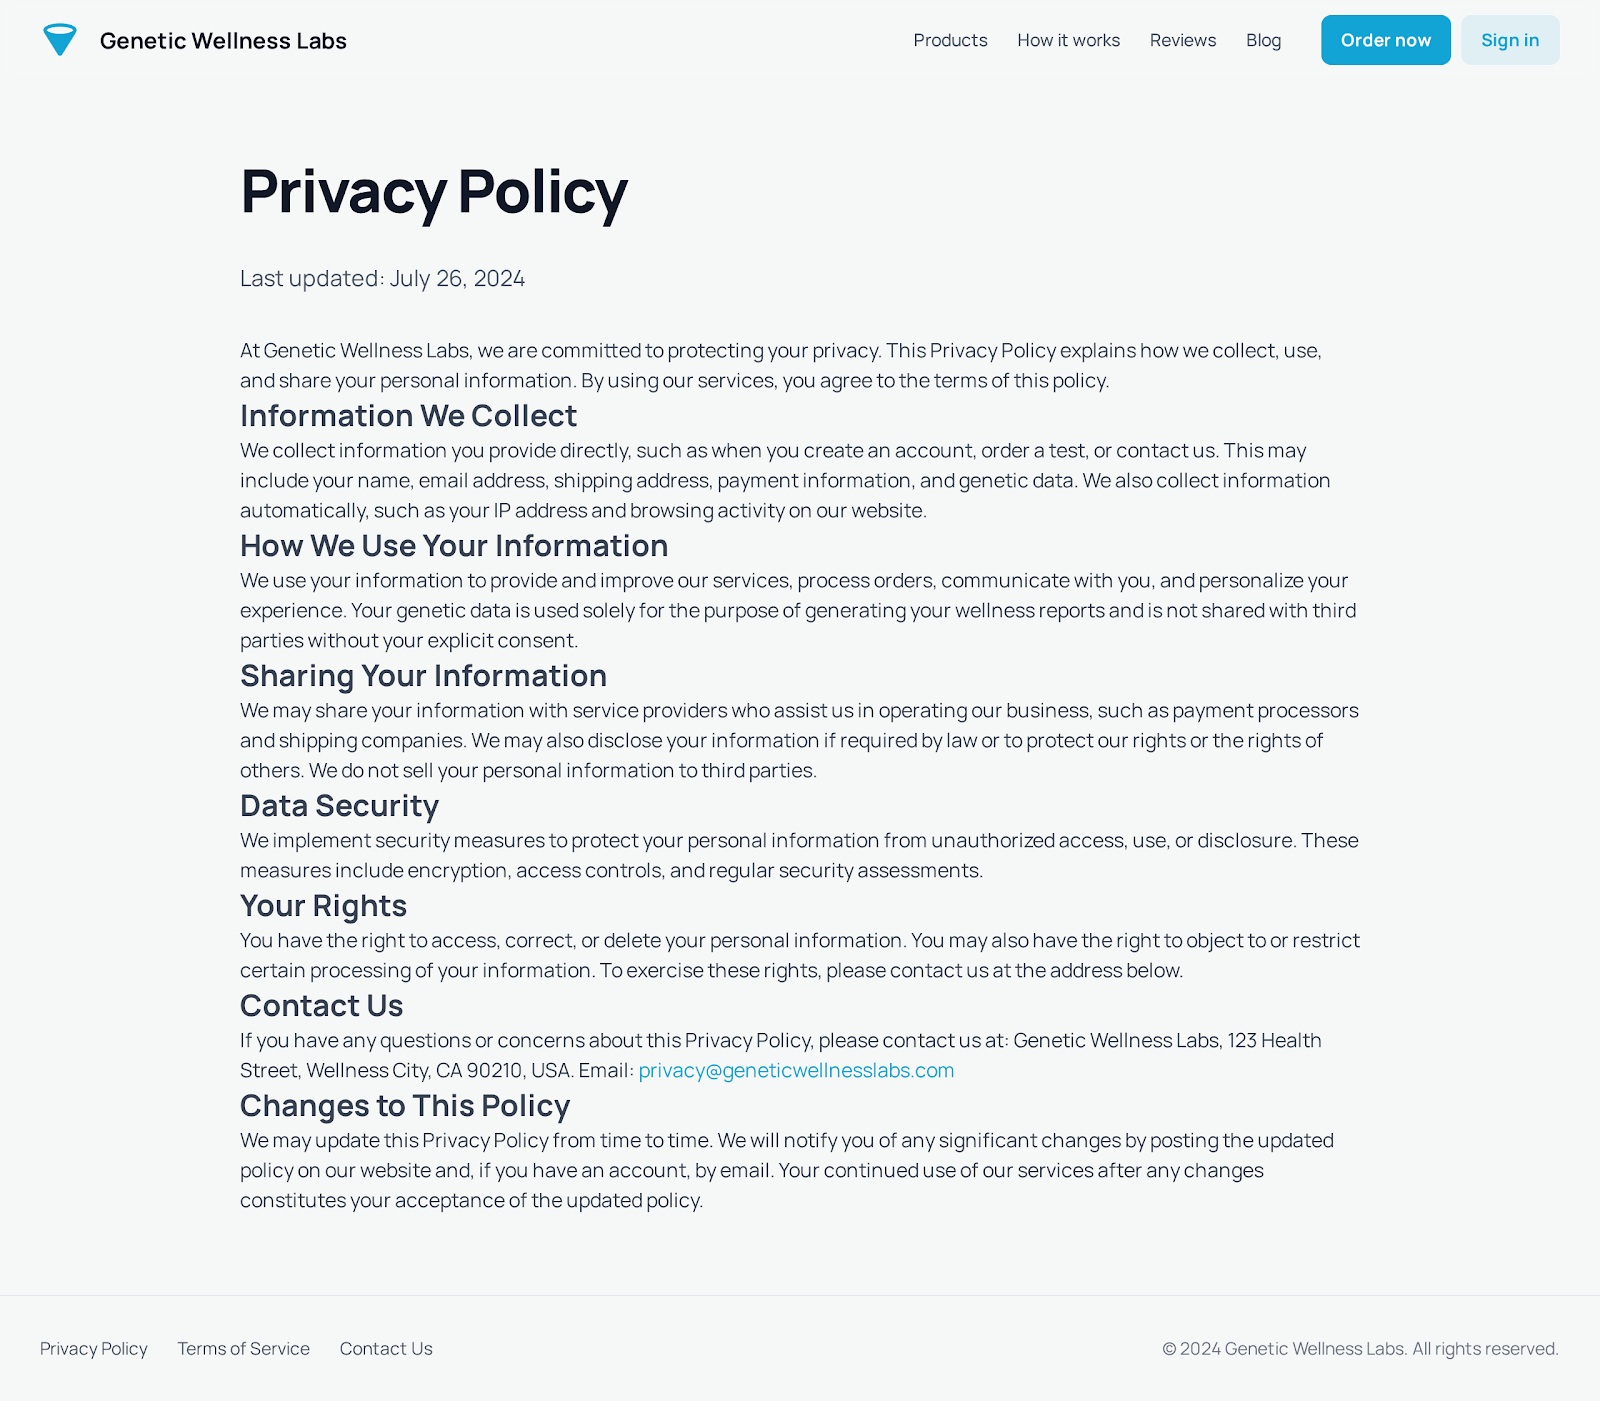 Genetic Wellness Labs
Products
How it works
Reviews
Blog
Order now
Sign in
Privacy Policy
Last updated: July 26, 2024
At Genetic Wellness Labs, we are committed to protecting your privacy. This Privacy Policy explains how we collect, use,
and share your personal information. By using our services, you agree to the terms of this policy.
Information We Collect
We collect information you provide directly, such as when you create an account, order a test, or contact us. This may
include your name, email address, shipping address, payment information, and genetic data. We also collect information
automatically, such as your IP address and browsing activity on our website.
How We Use Your Information
We use your information to provide and improve our services, process orders, communicate with you, and personalize your
experience. Your genetic data is used solely for the purpose of generating your wellness reports and is not shared with third
parties without your explicit consent.
Sharing Your Information
We may share your information with service providers who assist us in operating our business, such as payment processors
and shipping companies. We may also disclose your information if required by law or to protect our rights or the rights of
others. We do not sell your personal information to third parties.
Data Security
We implement security measures to protect your personal information from unauthorized access, use, or disclosure. These
measures include encryption, access controls, and regular security assessments.
Your Rights
You have the right to access, correct, or delete your personal information. You may also have the right to object to or restrict
certain processing of your information. To exercise these rights, please contact us at the address below.
Contact Us
If you have any questions or concerns about this Privacy Policy, please contact us at: Genetic Wellness Labs, 123 Health
Street, Wellness City, CA 90210, USA. Email: privacy@geneticwellnesslabs.com
Changes to This Policy
We may update this Privacy Policy from time to time. We will notify you of any significant changes by posting the updated
policy on our website and, if you have an account, by email. Your continued use of our services after any changes
constitutes your acceptance of the updated policy.
Privacy Policy
Terms of Service
Contact Us
© 2024 Genetic Wellness Labs. All rights reserved.